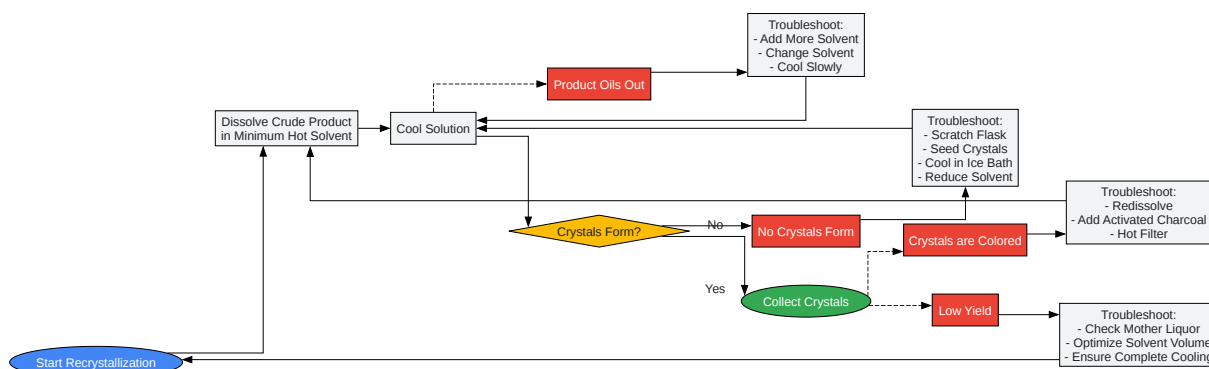 Troubleshoot:
- Add More Solvent
- Change Solvent
- Cool Slowly
Product Oils Out
Dissolve Crude Product
in Minimum Hot Solvent
Cool Solution
Troubleshoot:
- Scratch Flask
- Seed Crystals
- Cool in Ice Bath
- Reduce Solvent
Troubleshoot:
- Redissolve
- Add Activated Charcoal
- Hot Filter
Crystals Form?
No
No Crystals Form
Crystals are Colored
Yes
Collect Crystals
Low Yield
Troubleshoot:
- Check Mother Liquor
- Optimize Solvent Volume
- Ensure Complete Cooling
Start Recrystallization